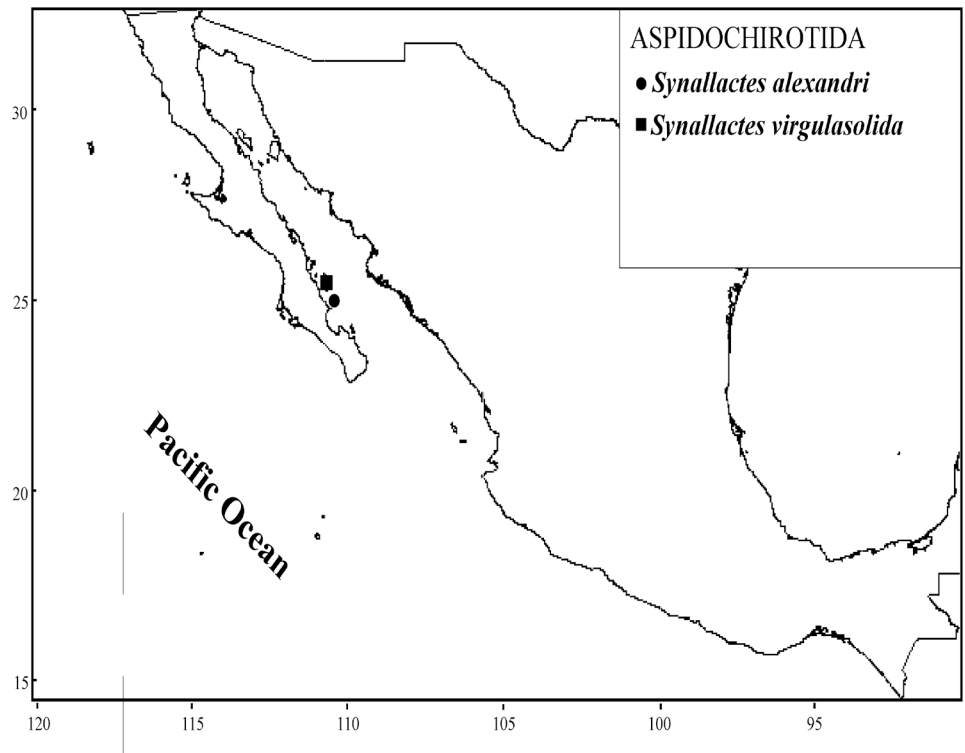 ASPIDOCHIROTIDA
Synallactes alexandri
Synallactes virgulasolida
30
25
20
15
Pacific Ocean
120 115 110 105 100 95